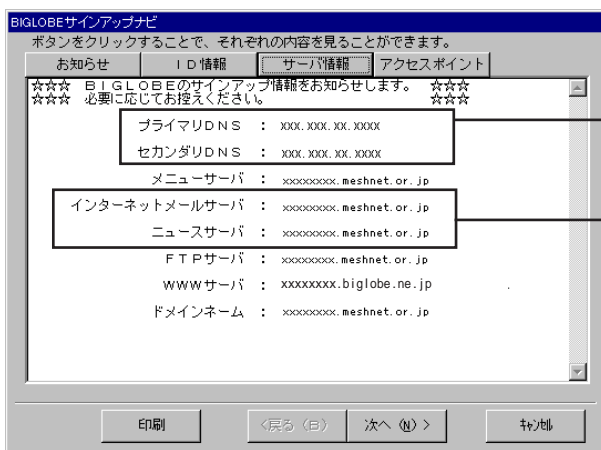 BIGLOBEサインアップナビ
ボタンをクリックすることで、それぞれの内容を見ることができます。
お知らせ ＩＤ情報 サーバ情報 アクセスポイント
☆☆☆ ＢＩＧＬＯＢＥのサインアップ情報をお知らせします。 ☆☆☆
☆☆☆ 必要に応じてお控えください。 ☆☆☆
プライマリＤＮＳ ： xxx.xxx.xx.xxxx
セカンダリＤＮＳ ： xxx.xxx.xx.xxxx
メニューサーバ ： xxxxxxxx.meshnet.or.jp
インターネットメールサーバ ： xxxxxxxx.meshnet.or.jp
ニュースサーバ ： xxxxxxxx.meshnet.or.jp
ＦＴＰサーバ ： xxxxxxxx.meshnet.or.jp
ＷＷＷサーバ ： xxxxxxxx.biglobe.ne.jp
ドメインネーム ： xxxxxxxx.meshnet.or.jp
印刷 <戻る（B） 次へ（N）> ｷｬﾝｾﾙ